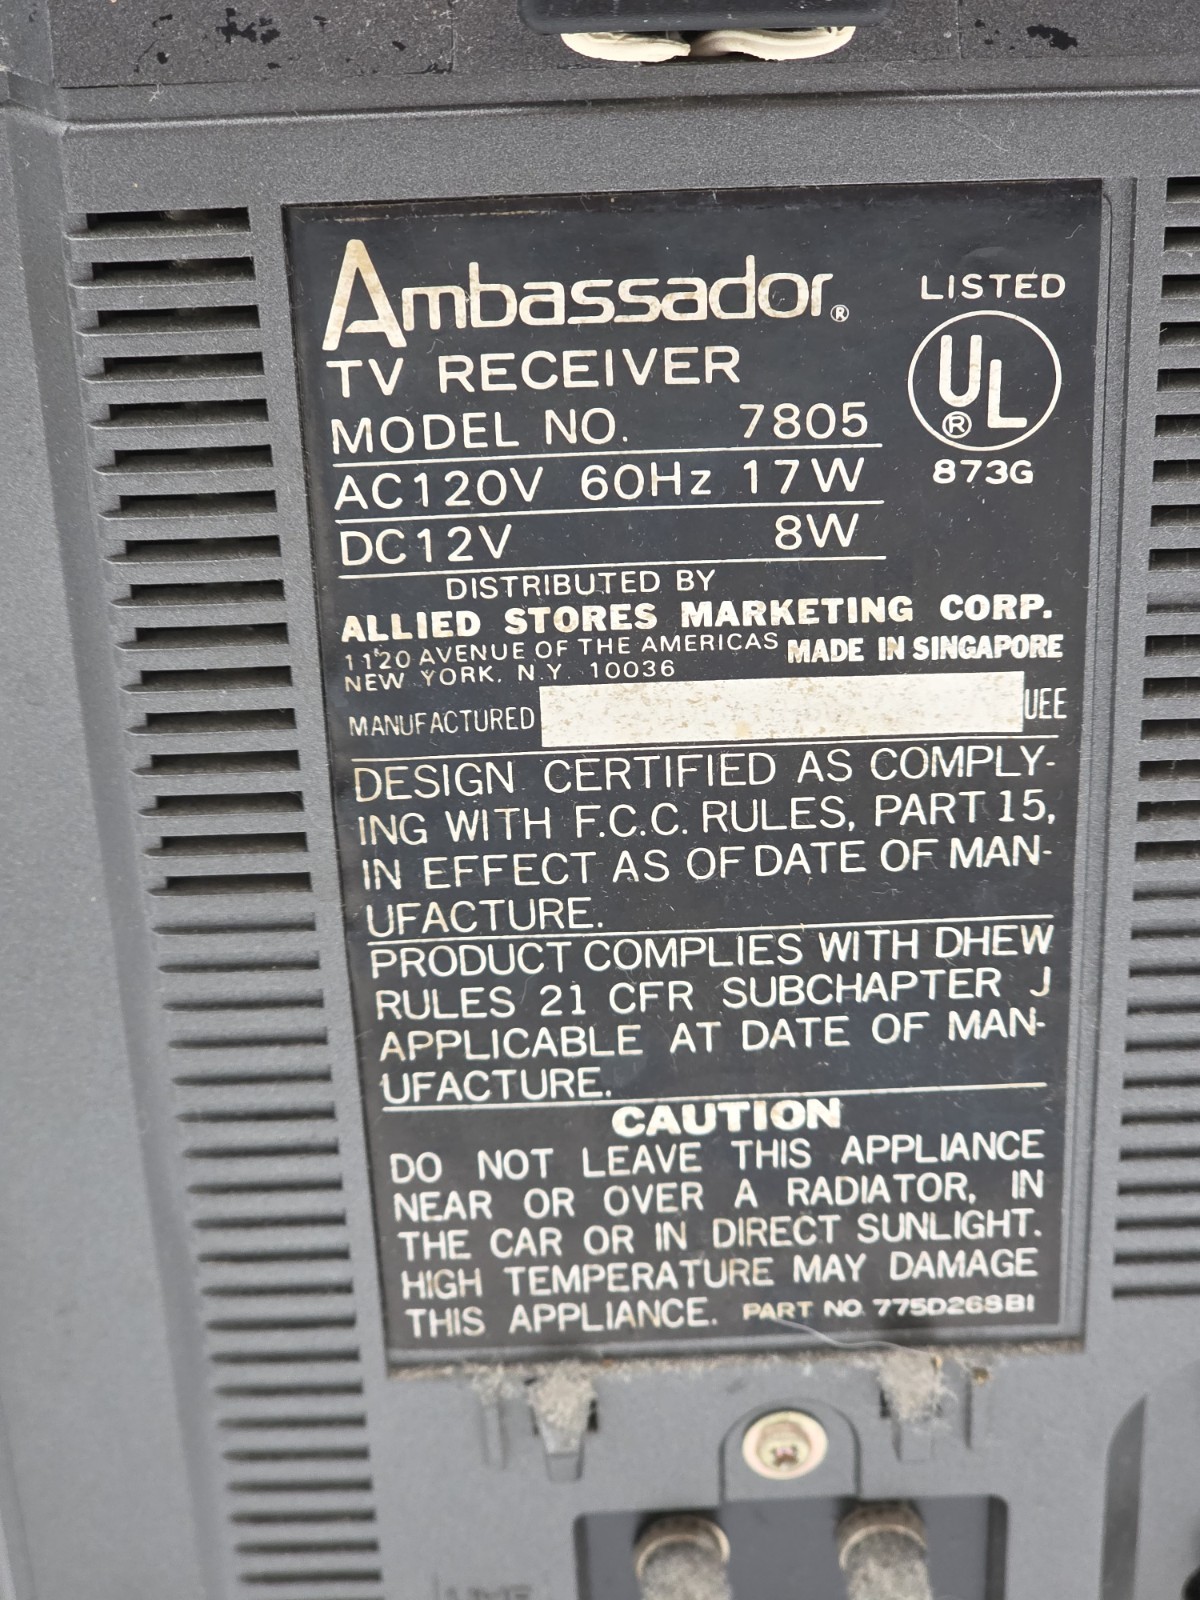 Ambassador®
TV RECEIVER
MODEL NO. 7805
AC120V 60Hz 17W
DC12V 8W
LISTED
UL®
873G
DISTRIBUTED BY
ALLIED STORES MARKETING CORP.
1120 AVENUE OF THE AMERICAS MADE IN SINGAPORE
NEW YORK, N.Y. 10036
MANUFACTURED UEE
DESIGN CERTIFIED AS COMPLY-
ING WITH F.C.C. RULES, PART 15,
IN EFFECT AS OF DATE OF MAN-
UFACTURE.
PRODUCT COMPLIES WITH DHEW
RULES 21 CFR SUBCHAPTER J
APPLICABLE AT DATE OF MAN-
UFACTURE.
CAUTION
DO NOT LEAVE THIS APPLIANCE
NEAR OR OVER A RADIATOR, IN
THE CAR OR IN DIRECT SUNLIGHT.
HIGH TEMPERATURE MAY DAMAGE
THIS APPLIANCE. PART NO.